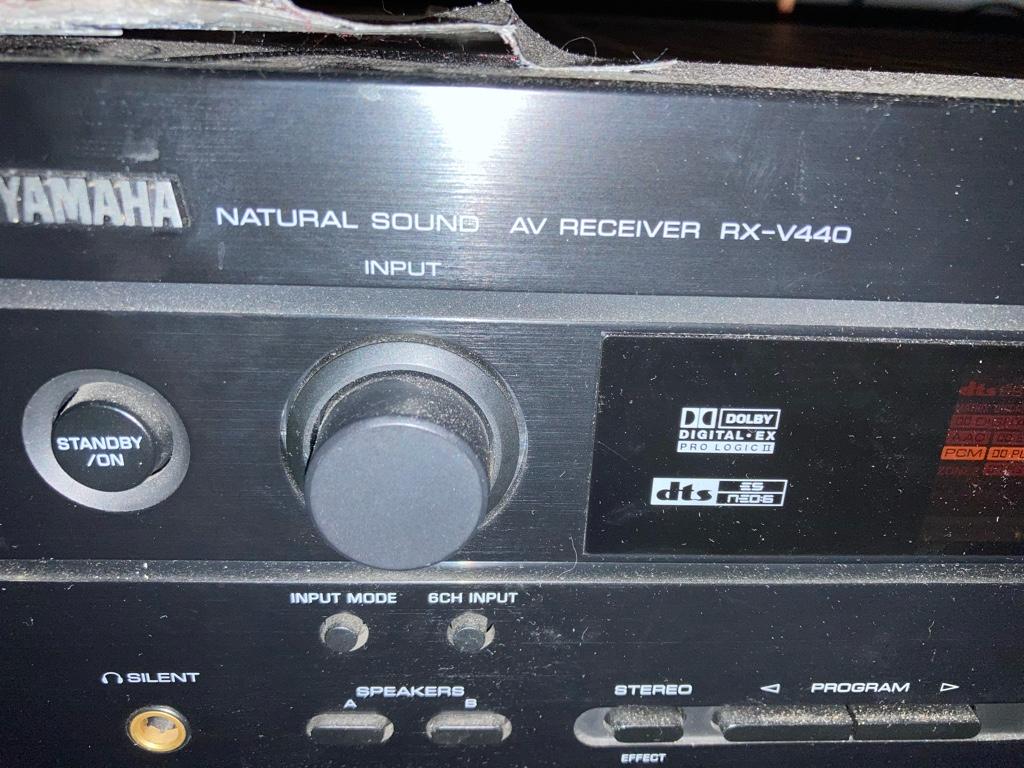 YAMAHA
NATURAL SOUND AV RECEIVER RX-V440
INPUT
STANDBY
/ON
DOLBY
DIGITAL•EX
PRO LOGIC II
dts ES
NEO:6
dts
PCM
INPUT MODE 6CH INPUT
SILENT
SPEAKERS
A B
STEREO
EFFECT
◁ PROGRAM ▷